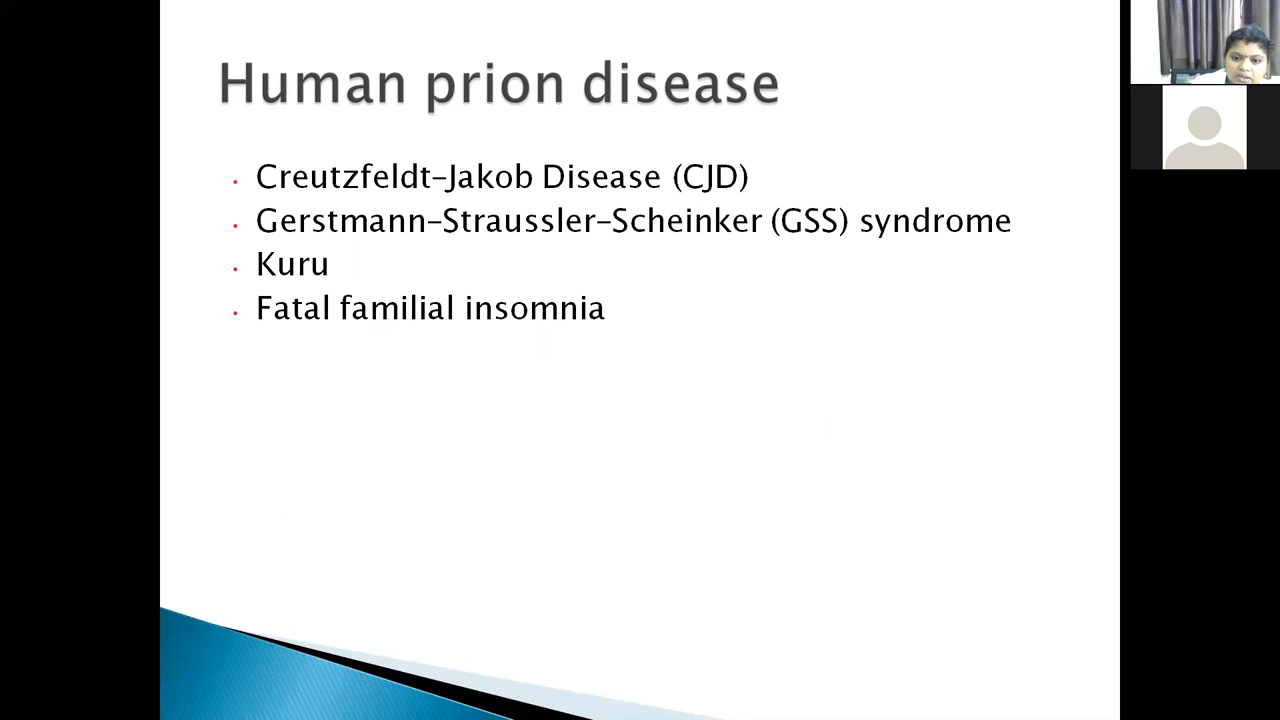 Human prion disease
• Creutzfeldt-Jakob Disease (CJD)
• Gerstmann-Straussler-Scheinker (GSS) syndrome
• Kuru
• Fatal familial insomnia